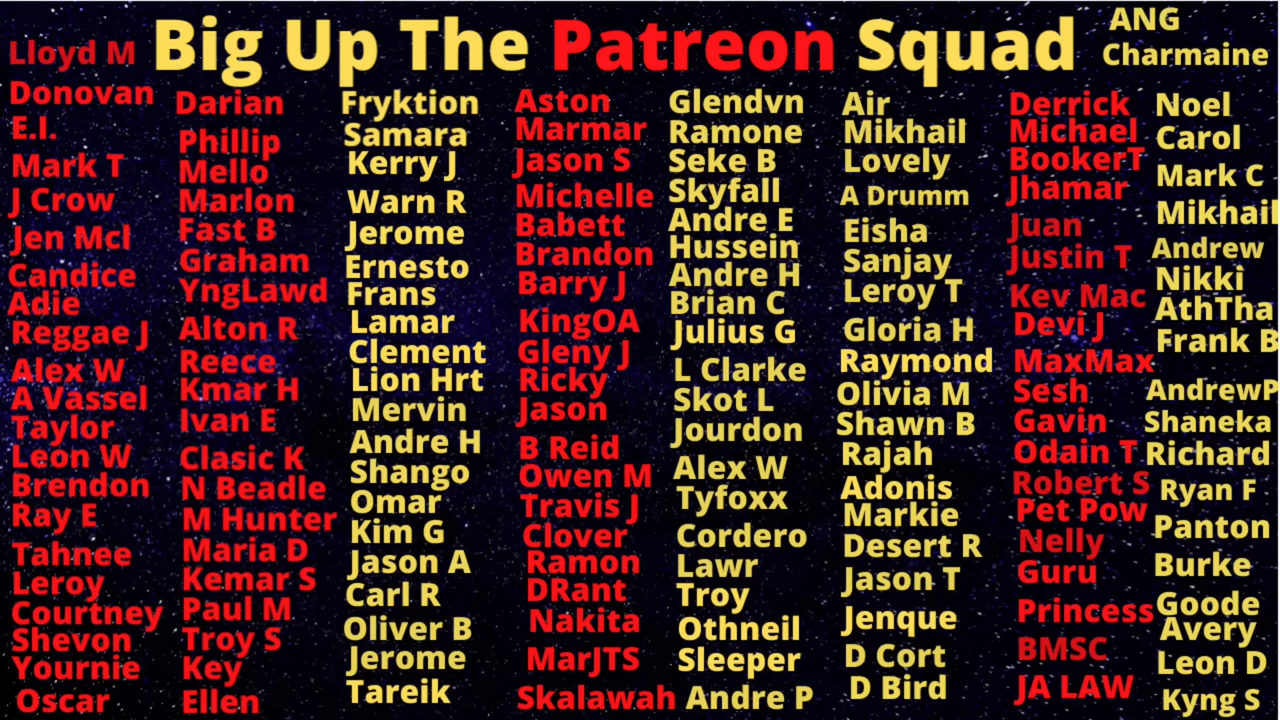 Big Up The Patreon Squad
Lloyd M
Donovan
E.I.
Mark T
J Crow
Jen Mcl
Candice
Adie
Reggae J
Alex W
A Vassel
Taylor
Leon W
Brendon
Ray E
Tahnee
Leroy
Courtney
Shevon
Yournie
Oscar
Darian
Phillip
Mello
Marlon
Fast B
Graham
YngLawd
Alton R
Reece
Kmar H
Ivan E
Clasic K
N Beadle
M Hunter
Maria D
Kemar S
Paul M
Troy S
Key
Ellen
Fryktion
Samara
Kerry J
Warn R
Jerome
Ernesto
Frans
Lamar
Clement
Lion Hrt
Mervin
Andre H
Shango
Omar
Kim G
Jason A
Carl R
Oliver B
Jerome
Tareik
Aston
Marmar
Jason S
Michelle
Babett
Brandon
Barry J
KingOA
Gleny J
Ricky
Jason
B Reid
Owen M
Travis J
Clover
Ramon
DRant
Nakita
MarJTS
Skalawah
Glendvn
Ramone
Seke B
Skyfall
Andre E
Hussein
Andre H
Brian C
Julius G
L Clarke
Skot L
Jourdon
Alex W
Tyfoxx
Cordero
Lawr
Troy
Othneil
Sleeper
Andre P
Air
Mikhail
Lovely
A Drumm
Eisha
Sanjay
Leroy T
Gloria H
Raymond
Olivia M
Shawn B
Rajah
Adonis
Markie
Desert R
Jason T
Jenque
D Cort
D Bird
Derrick
Michael
BookerT
Jhamar
Juan
Justin T
Kev Mac
Devi J
MaxMax
Sesh
Gavin
Odain T
Robert S
Pet Pow
Nelly
Guru
Princess
BMSC
JA LAW
ANG
Charmaine
Noel
Carol
Mark C
Mikhail
Andrew
Nikki
AthTha
Frank B
AndrewP
Shaneka
Richard
Ryan F
Panton
Burke
Goode
Avery
Leon D
Kyng S